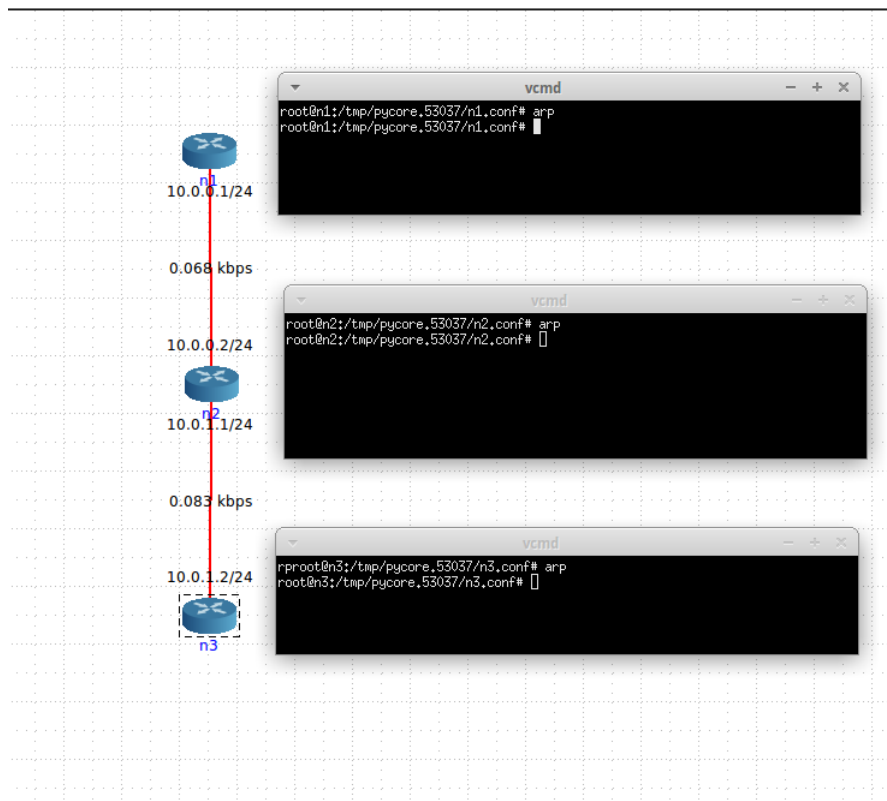 vcmd
root@n1:/tmp/pycore.53037/n1.conf# arp
root@n1:/tmp/pycore.53037/n1.conf#
n1
10.0.0.1/24
0.068 kbps
vcmd
root@n2:/tmp/pycore.53037/n2.conf# arp
root@n2:/tmp/pycore.53037/n2.conf#
10.0.0.2/24
n2
10.0.1.1/24
0.083 kbps
vcmd
rproot@n3:/tmp/pycore.53037/n3.conf# arp
root@n3:/tmp/pycore.53037/n3.conf#
10.0.1.2/24
n3